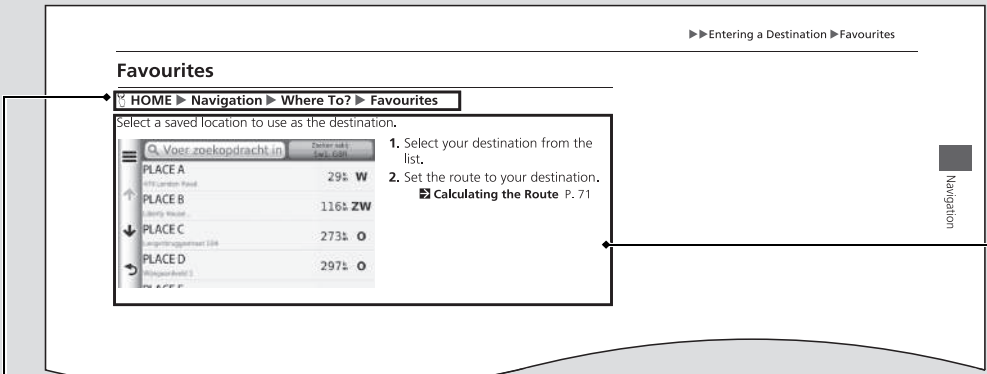 ▶▶Entering a Destination ▶Favourites
Favourites
HOME ▶ Navigation ▶ Where To? ▶ Favourites
Select a saved location to use as the destination.
Voer zoekopdracht in
PLACE A 29 W
PLACE B 116 ZW
Liberty House
PLACE C 273 O
PLACE D 297 O
1. Select your destination from the
list.
2. Set the route to your destination.
Calculating the Route P. 71
Navigation